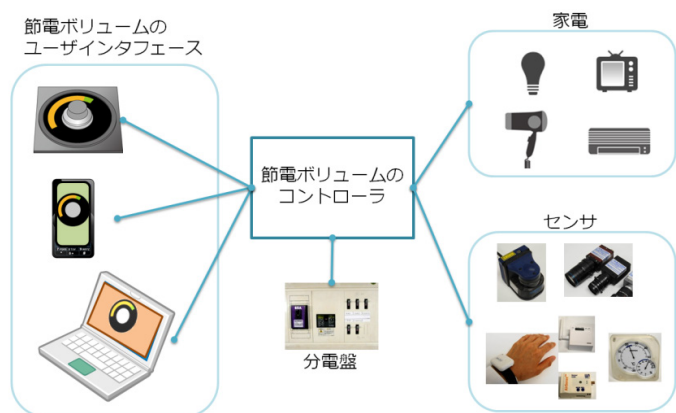 節電ボリュームの
ユーザインタフェース
家電
節電ボリュームの
コントローラ
センサ
分電盤